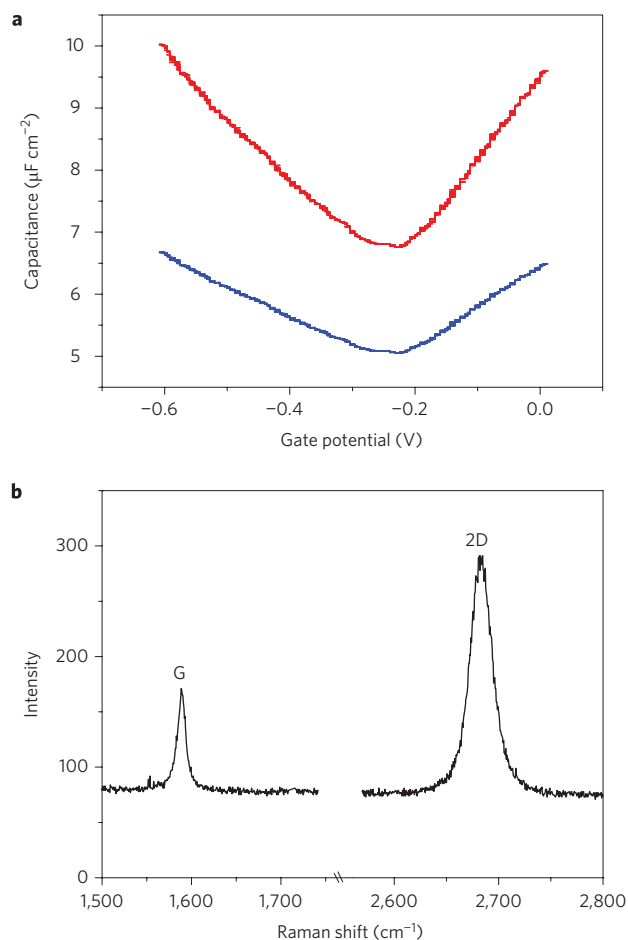 a
10
9
8
7
6
5
Capacitance (μF cm⁻²)
−0.6 −0.4 −0.2 0.0
Gate potential (V)
b
300
200
100
0
Intensity
G
2D
1,500 1,600 1,700 2,600 2,700 2,800
Raman shift (cm⁻¹)